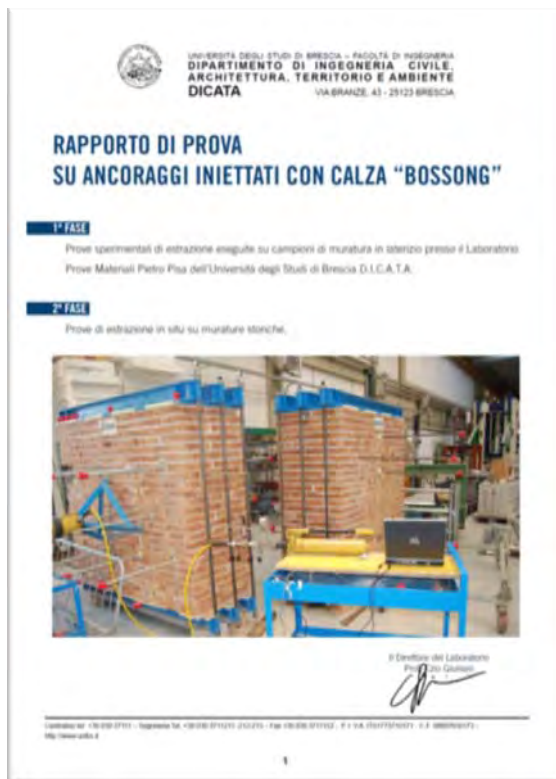 UNIVERSITÀ DEGLI STUDI DI BRESCIA – FACOLTÀ DI INGEGNERIA
DIPARTIMENTO DI INGEGNERIA CIVILE,
ARCHITETTURA, TERRITORIO E AMBIENTE
DICATA VIA BRANZE, 43 - 25123 BRESCIA
RAPPORTO DI PROVA
SU ANCORAGGI INIETTATI CON CALZA “BOSSONG”
1ª FASE
Prove sperimentali di estrazione eseguite su campioni di muratura in laterizio presso il Laboratorio
Prove Materiali Pietro Pisa dell'Università degli Studi di Brescia D.I.C.A.T.A.
2ª FASE
Prove di estrazione in situ su murature storiche.
Il Direttore del Laboratorio
1